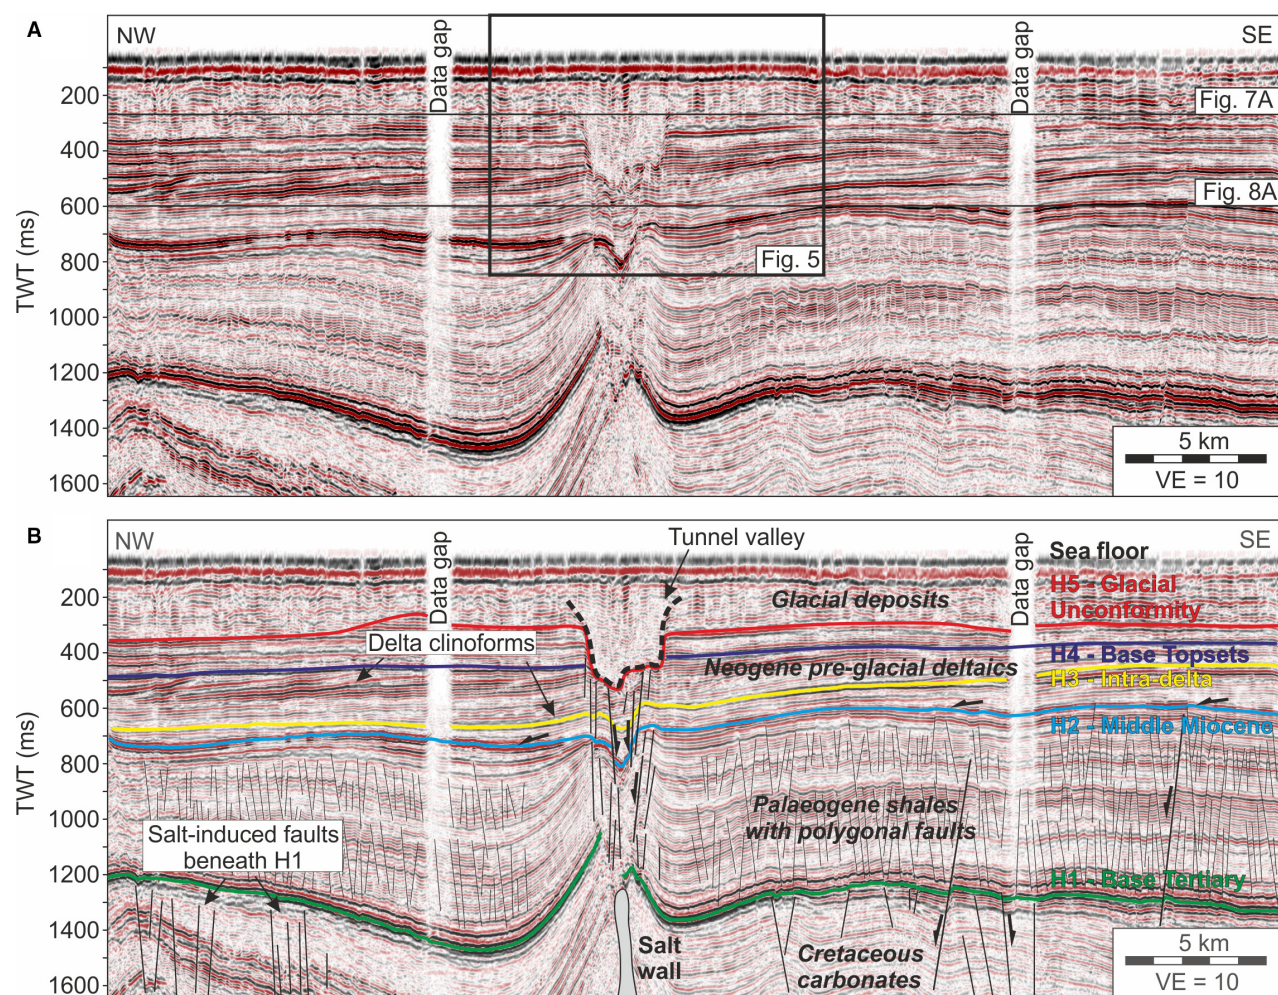 A
NW
Data gap
Data gap
SE
200
400
600
800
1000
1200
1400
1600
TWT (ms)
Fig. 7A
Fig. 8A
Fig. 5
5 km
VE = 10
B
NW
Data gap
Tunnel valley
Data gap
SE
Sea floor
H5 - Glacial
Unconformity
Glacial deposits
200
400
600
800
1000
1200
1400
1600
TWT (ms)
Delta clinoforms
Neogene pre-glacial deltaics
H4 - Base Topsets
H3 - Intra-delta
H2 - Middle Miocene
Palaeogene shales
with polygonal faults
Salt-induced faults
beneath H1
H1 - Base Tertiary
Salt
wall
Cretaceous
carbonates
5 km
VE = 10